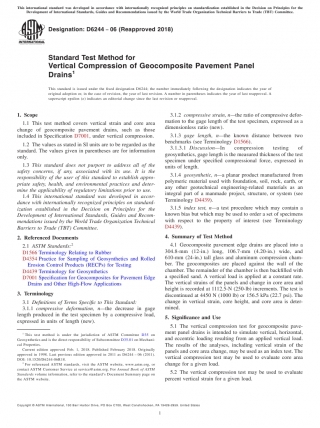 This international standard was developed in accordance with internationally recognized principles on standardization established in the Decision on Principles for the
Development of International Standards, Guides and Recommendations issued by the World Trade Organization Technical Barriers to Trade (TBT) Committee.
Designation: D6244 − 06 (Reapproved 2018)
Standard Test Method for
Vertical Compression of Geocomposite Pavement Panel
Drains¹
This standard is issued under the fixed designation D6244; the number immediately following the designation indicates the year of
original adoption or, in the case of revision, the year of last revision. A number in parentheses indicates the year of last reapproval. A
superscript epsilon (ε) indicates an editorial change since the last revision or reapproval.
1. Scope
1.1 This test method covers vertical strain and core area
change of geocomposite pavement drains, such as those
included in Specification D7001, under vertical compression.
1.2 The values as stated in SI units are to be regarded as the
standard. The values given in parentheses are for information
only.
1.3 This standard does not purport to address all of the
safety concerns, if any, associated with its use. It is the
responsibility of the user of this standard to establish appro-
priate safety, health, and environmental practices and deter-
mine the applicability of regulatory limitations prior to use.
1.4 This international standard was developed in accor-
dance with internationally recognized principles on standard-
ization established in the Decision on Principles for the
Development of International Standards, Guides and Recom-
mendations issued by the World Trade Organization Technical
Barriers to Trade (TBT) Committee.
2. Referenced Documents
2.1 ASTM Standards:²
D1566 Terminology Relating to Rubber
D4354 Practice for Sampling of Geosynthetics and Rolled
Erosion Control Products (RECPs) for Testing
D4439 Terminology for Geosynthetics
D7001 Specification for Geocomposites for Pavement Edge
Drains and Other High-Flow Applications
3. Terminology
3.1 Definitions of Terms Specific to This Standard:
3.1.1 compressive deformation, n—the decrease in gage
length produced in the test specimen by a compressive load,
expressed in units of length (mm).
¹ This test method is under the jurisdiction of ASTM Committee D35 on
Geosynthetics and is the direct responsibility of Subcommittee D35.01 on Mechani-
cal Properties.
Current edition approved Feb. 1, 2018. Published February 2018. Originally
approved in 1998. Last previous edition approved in 2011 as D6244 – 06 (2011).
DOI: 10.1520/D6244-06R18.
² For referenced ASTM standards, visit the ASTM website, www.astm.org, or
contact ASTM Customer Service at service@astm.org. For Annual Book of ASTM
Standards volume information, refer to the standard's Document Summary page on
the ASTM website.
3.1.2 compressive strain, n—the ratio of compressive defor-
mation to the gage length of the test specimen, expressed as a
dimensionless ratio (mm).
3.1.3 gage length, n—the known distance between two
benchmarks (see Terminology D1566).
3.1.3.1 Discussion—In compression testing of
geosynthetics, gage length is the measured thickness of the test
specimen under specified compressional force, expressed in
units of length.
3.1.4 geosynthetic, n—a planar product manufactured from
polymeric material used with foundation, soil, rock, earth, or
any other geotechnical engineering-related materials as an
integral part of a manmade project, structure, or system (see
Terminology D4439).
3.1.5 index test, n—a test procedure which may contain a
known bias but which may be used to order a set of specimens
with respect to the property of interest (see Terminology
D4439).
4. Summary of Test Method
4.1 Geocomposite pavement edge drains are placed into a
304.8-mm (12-in.) long, 106.7-mm (4.20-in.) wide, and
610-mm (24-in.) tall glass and aluminum compression cham-
ber. The geocomposites are placed against the wall of the
chamber. The remainder of the chamber is then backfilled with
a specified sand. A vertical load is applied at a constant rate.
The vertical strains of the panels and change in core area and
height is recorded at 1112.5 N (250 lb) increments. The test is
discontinued at 4450 N (1000 lb) or 156.5 kPa (22.7 psi). The
change in vertical strain, core height, and core area is deter-
mined.
5. Significance and Use
5.1 The vertical compression test for geocomposite pave-
ment panel drains is intended to simulate vertical, horizontal,
and eccentric loading resulting from an applied vertical load.
The results of the analyses, including vertical strain of the
panels and core area change, may be used as an index test. The
vertical compression test may be used to evaluate core area
change for a given load.
5.2 The vertical compression test may be used to evaluate
percent vertical strain for a given load.
Copyright © ASTM International, 100 Barr Harbor Drive, PO Box C700, West Conshohocken, PA 19428-2959. United States
1